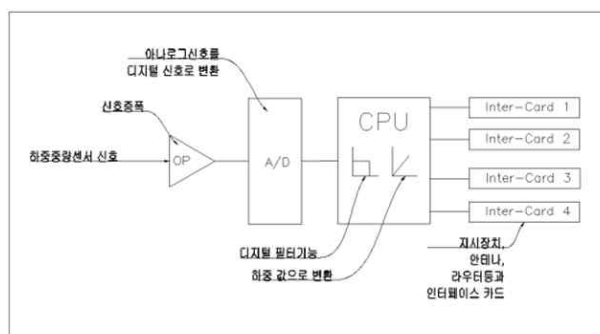 아나로그신호를
디지털 신호로 변환
신호증폭
하중중량센서 신호
OP
A/D
CPU
디지털 필터기능
하중 값으로 변환
Inter-Card 1
Inter-Card 2
Inter-Card 3
Inter-Card 4
지시장치,
안테나,
라우터등과
인터페이스 카드